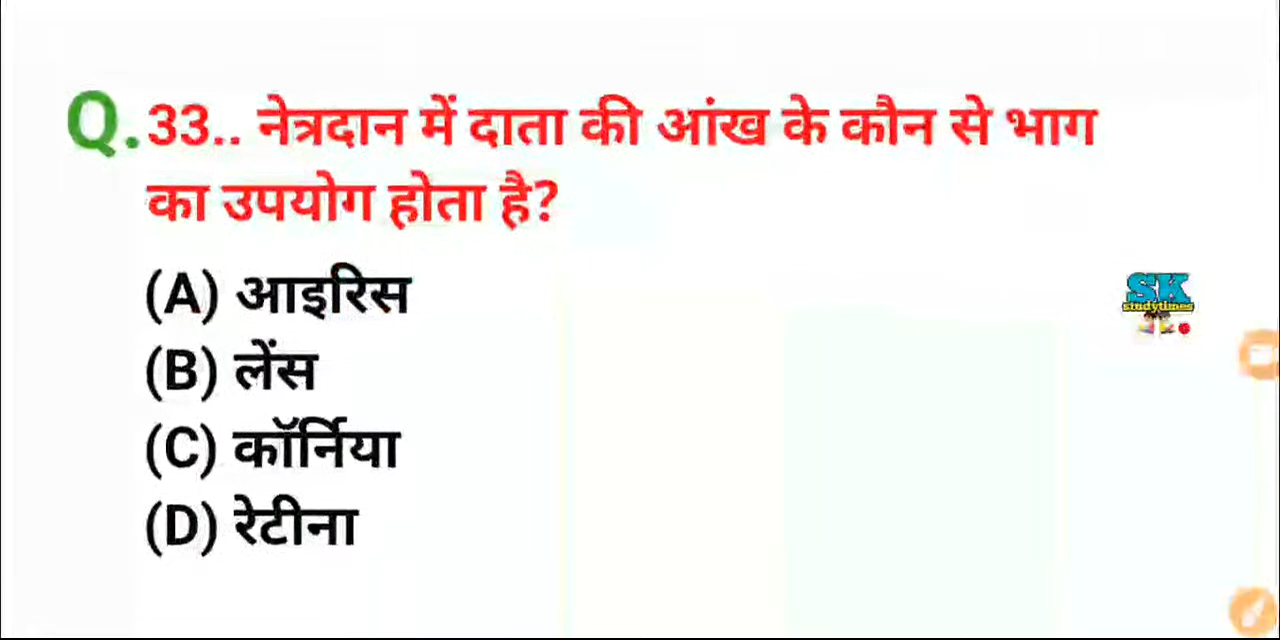 Q.33.. नेत्रदान में दाता की आंख के कौन से भाग
का उपयोग होता है?
(A) आइरिस
(B) लेंस
(C) कॉर्निया
(D) रेटीना
SK
studytimes